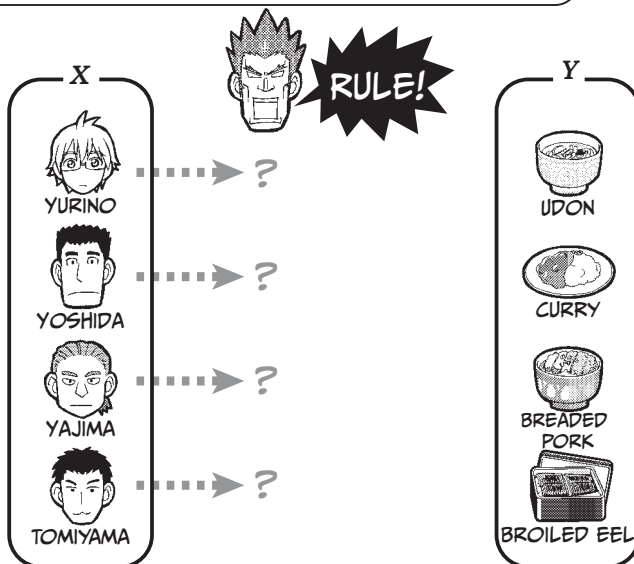 X
RULE!
Y
YURINO
?
UDON
YOSHIDA
?
CURRY
YAJIMA
?
BREADED
PORK
TOMIYAMA
?
BROILED EEL